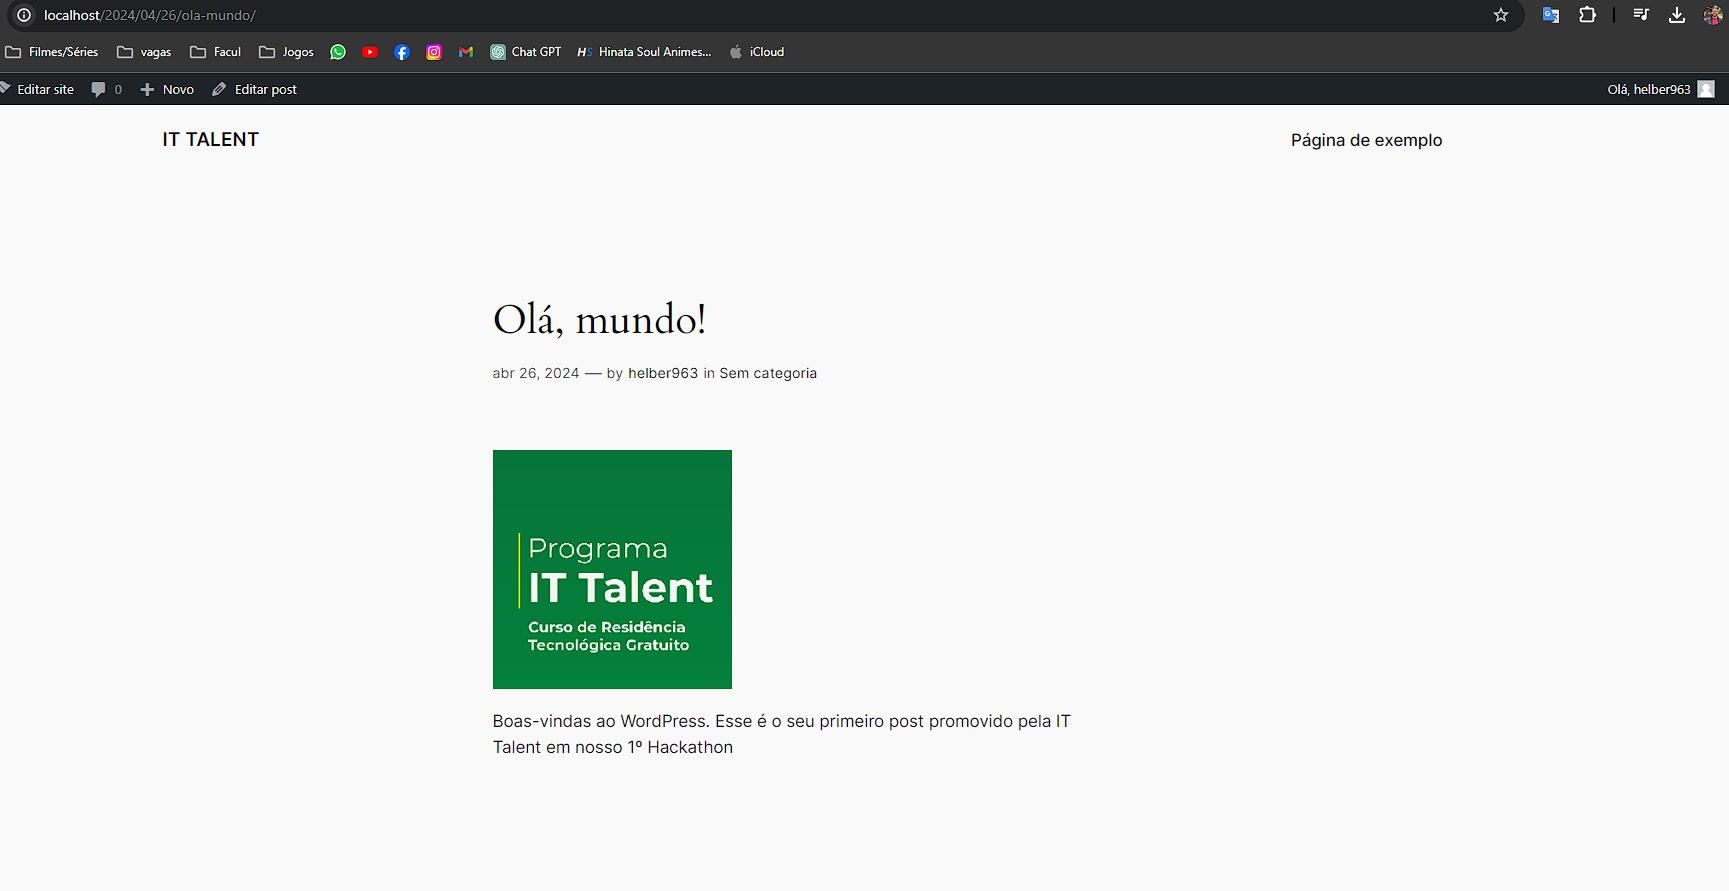 localhost/2024/04/26/ola-mundo/
Filmes/Séries vagas Facul Jogos Chat GPT HS Hinata Soul Animes... iCloud
Editar site 0 Novo Editar post Olá, helber963
IT TALENT Página de exemplo
Olá, mundo!
abr 26, 2024 — by helber963 in Sem categoria
Programa
IT Talent
Curso de Residência
Tecnológica Gratuito
Boas-vindas ao WordPress. Esse é o seu primeiro post promovido pela IT
Talent em nosso 1º Hackathon